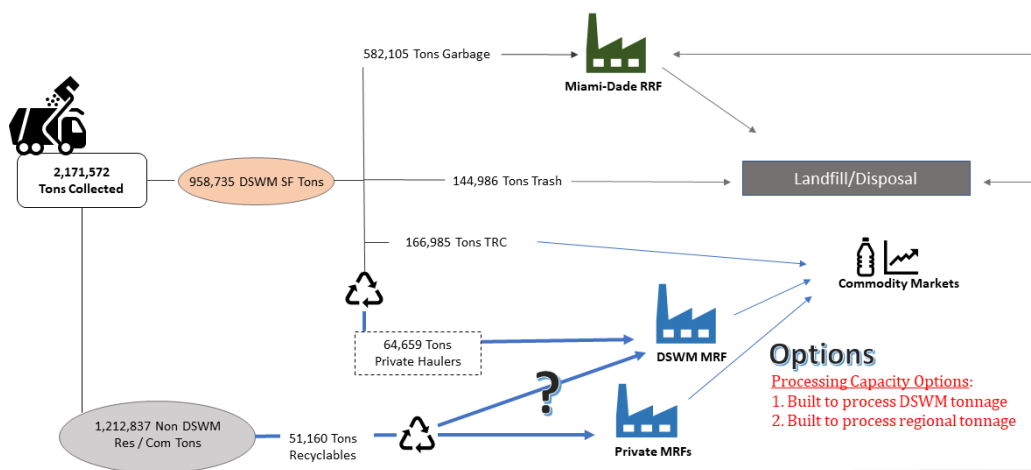 582,105 Tons Garbage
Miami-Dade RRF
2,171,572
Tons Collected
958,735 DSWM SF Tons
144,986 Tons Trash
Landfill/Disposal
166,985 Tons TRC
Commodity Markets
64,659 Tons
Private Haulers
DSWM MRF
Options
Processing Capacity Options:
1. Built to process DSWM tonnage
2. Built to process regional tonnage
?
1,212,837 Non DSWM
Res / Com Tons
51,160 Tons
Recyclables
Private MRFs